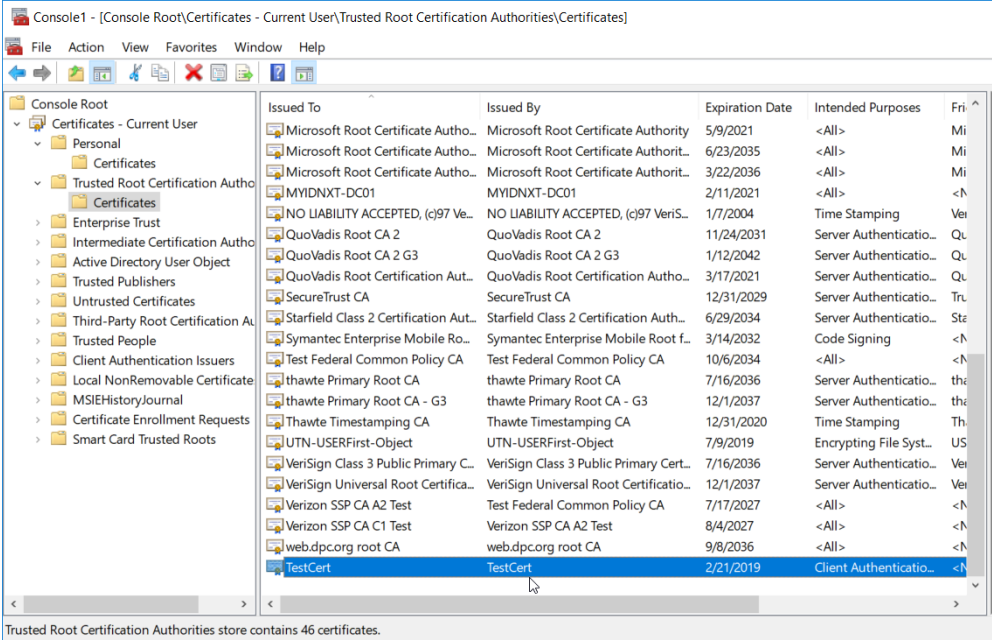 Console1 - [Console Root\Certificates - Current User\Trusted Root Certification Authorities\Certificates]
File Action View Favorites Window Help
Console Root
Certificates - Current User
Personal
Certificates
Trusted Root Certification Autho
Certificates
Enterprise Trust
Intermediate Certification Autho
Active Directory User Object
Trusted Publishers
Untrusted Certificates
Third-Party Root Certification Au
Trusted People
Client Authentication Issuers
Local NonRemovable Certificate
MSIEHistoryJournal
Certificate Enrollment Requests
Smart Card Trusted Roots
Issued To Issued By Expiration Date Intended Purposes Fri
Microsoft Root Certificate Autho... Microsoft Root Certificate Authority 5/9/2021 <All> Mi
Microsoft Root Certificate Autho... Microsoft Root Certificate Authorit... 6/23/2035 <All> Mi
Microsoft Root Certificate Autho... Microsoft Root Certificate Authorit... 3/22/2036 <All> Mi
MYIDNXT-DC01 MYIDNXT-DC01 2/11/2021 <All> <N
NO LIABILITY ACCEPTED, (c)97 Ve... NO LIABILITY ACCEPTED, (c)97 VeriS... 1/7/2004 Time Stamping Ver
QuoVadis Root CA 2 QuoVadis Root CA 2 11/24/2031 Server Authenticatio... Qu
QuoVadis Root CA 2 G3 QuoVadis Root CA 2 G3 1/12/2042 Server Authenticatio... Qu
QuoVadis Root Certification Aut... QuoVadis Root Certification Autho... 3/17/2021 Server Authenticatio... Qu
SecureTrust CA SecureTrust CA 12/31/2029 Server Authenticatio... Tru
Starfield Class 2 Certification Aut... Starfield Class 2 Certification Auth... 6/29/2034 Server Authenticatio... Sta
Symantec Enterprise Mobile Ro... Symantec Enterprise Mobile Root f... 3/14/2032 Code Signing <N
Test Federal Common Policy CA Test Federal Common Policy CA 10/6/2034 <All> <N
thawte Primary Root CA thawte Primary Root CA 7/16/2036 Server Authenticatio... tha
thawte Primary Root CA - G3 thawte Primary Root CA - G3 12/1/2037 Server Authenticatio... tha
Thawte Timestamping CA Thawte Timestamping CA 12/31/2020 Time Stamping Th
UTN-USERFirst-Object UTN-USERFirst-Object 7/9/2019 Encrypting File Syst... US
VeriSign Class 3 Public Primary C... VeriSign Class 3 Public Primary Cert... 7/16/2036 Server Authenticatio... Ver
VeriSign Universal Root Certifica... VeriSign Universal Root Certificatio... 12/1/2037 Server Authenticatio... Ver
Verizon SSP CA A2 Test Test Federal Common Policy CA 7/17/2027 <All> <N
Verizon SSP CA C1 Test Verizon SSP CA A2 Test 8/4/2027 <All> <N
web.dpc.org root CA web.dpc.org root CA 9/8/2036 <All> <N
TestCert TestCert 2/21/2019 Client Authenticatio... <N
Trusted Root Certification Authorities store contains 46 certificates.